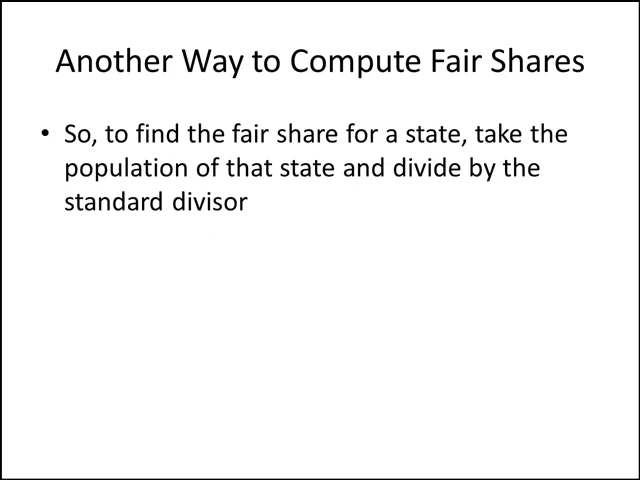 Another Way to Compute Fair Shares
• So, to find the fair share for a state, take the
population of that state and divide by the
standard divisor